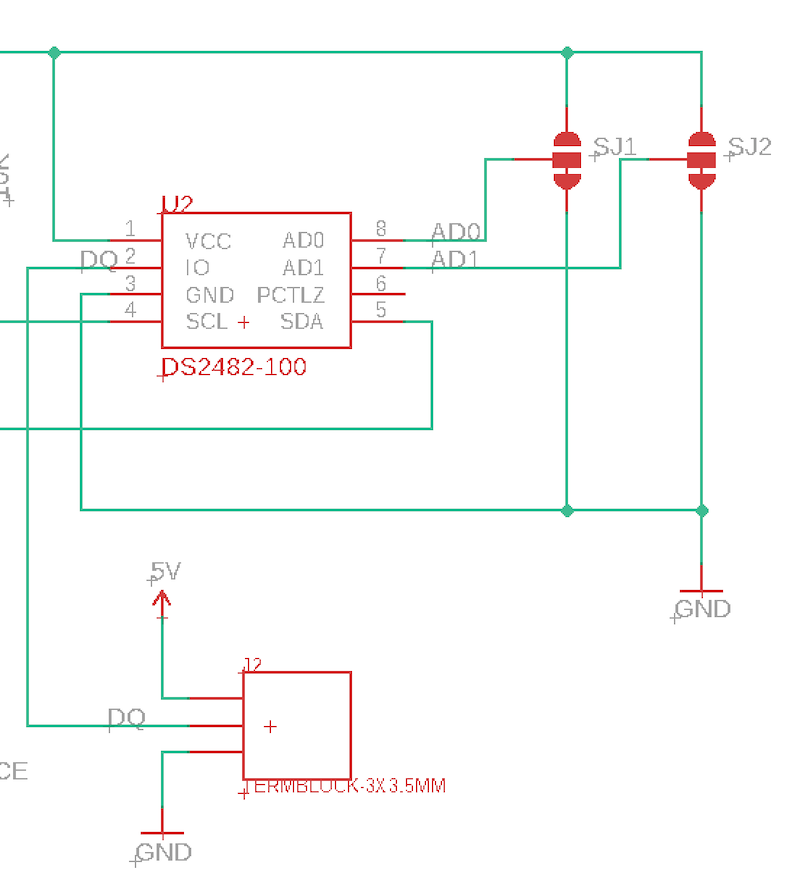 SJ1
SJ2
U2
1 VCC AD0 8 AD0
DQ 2 IO AD1 7 AD1
3 GND PCTLZ 6
4 SCL SDA 5
DS2482-100
5V
GND
J2
DQ
CE
TERMBLOCK-3X3.5MM
GND